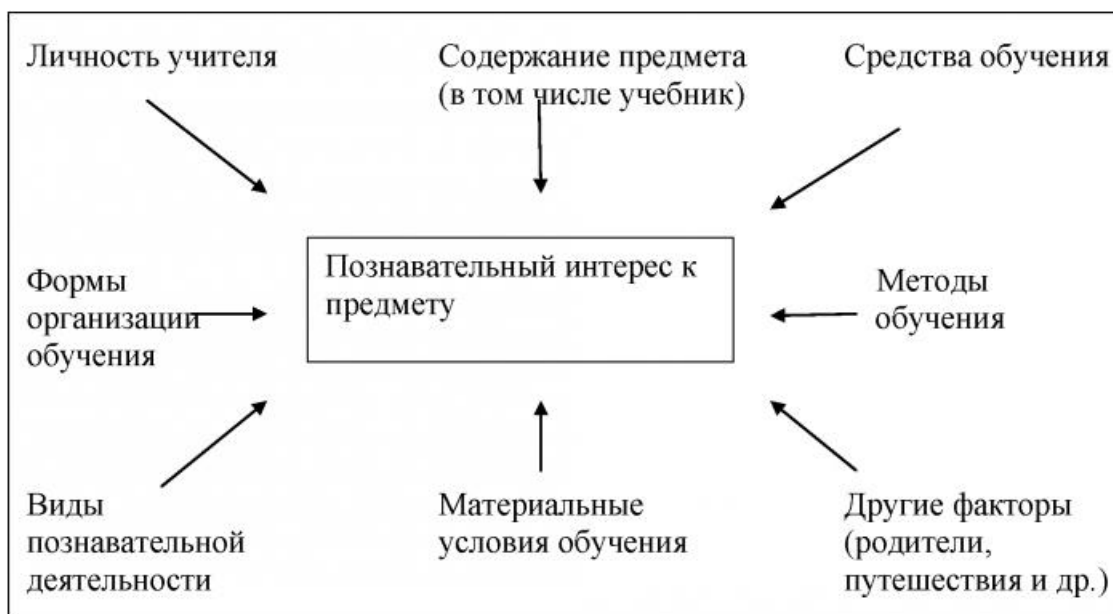 Личность учителя
Содержание предмета
(в том числе учебник)
Средства обучения
Формы
организации
обучения
Познавательный интерес к
предмету
Методы
обучения
Виды
познавательной
деятельности
Материальные
условия обучения
Другие факторы
(родители,
путешествия и др.)